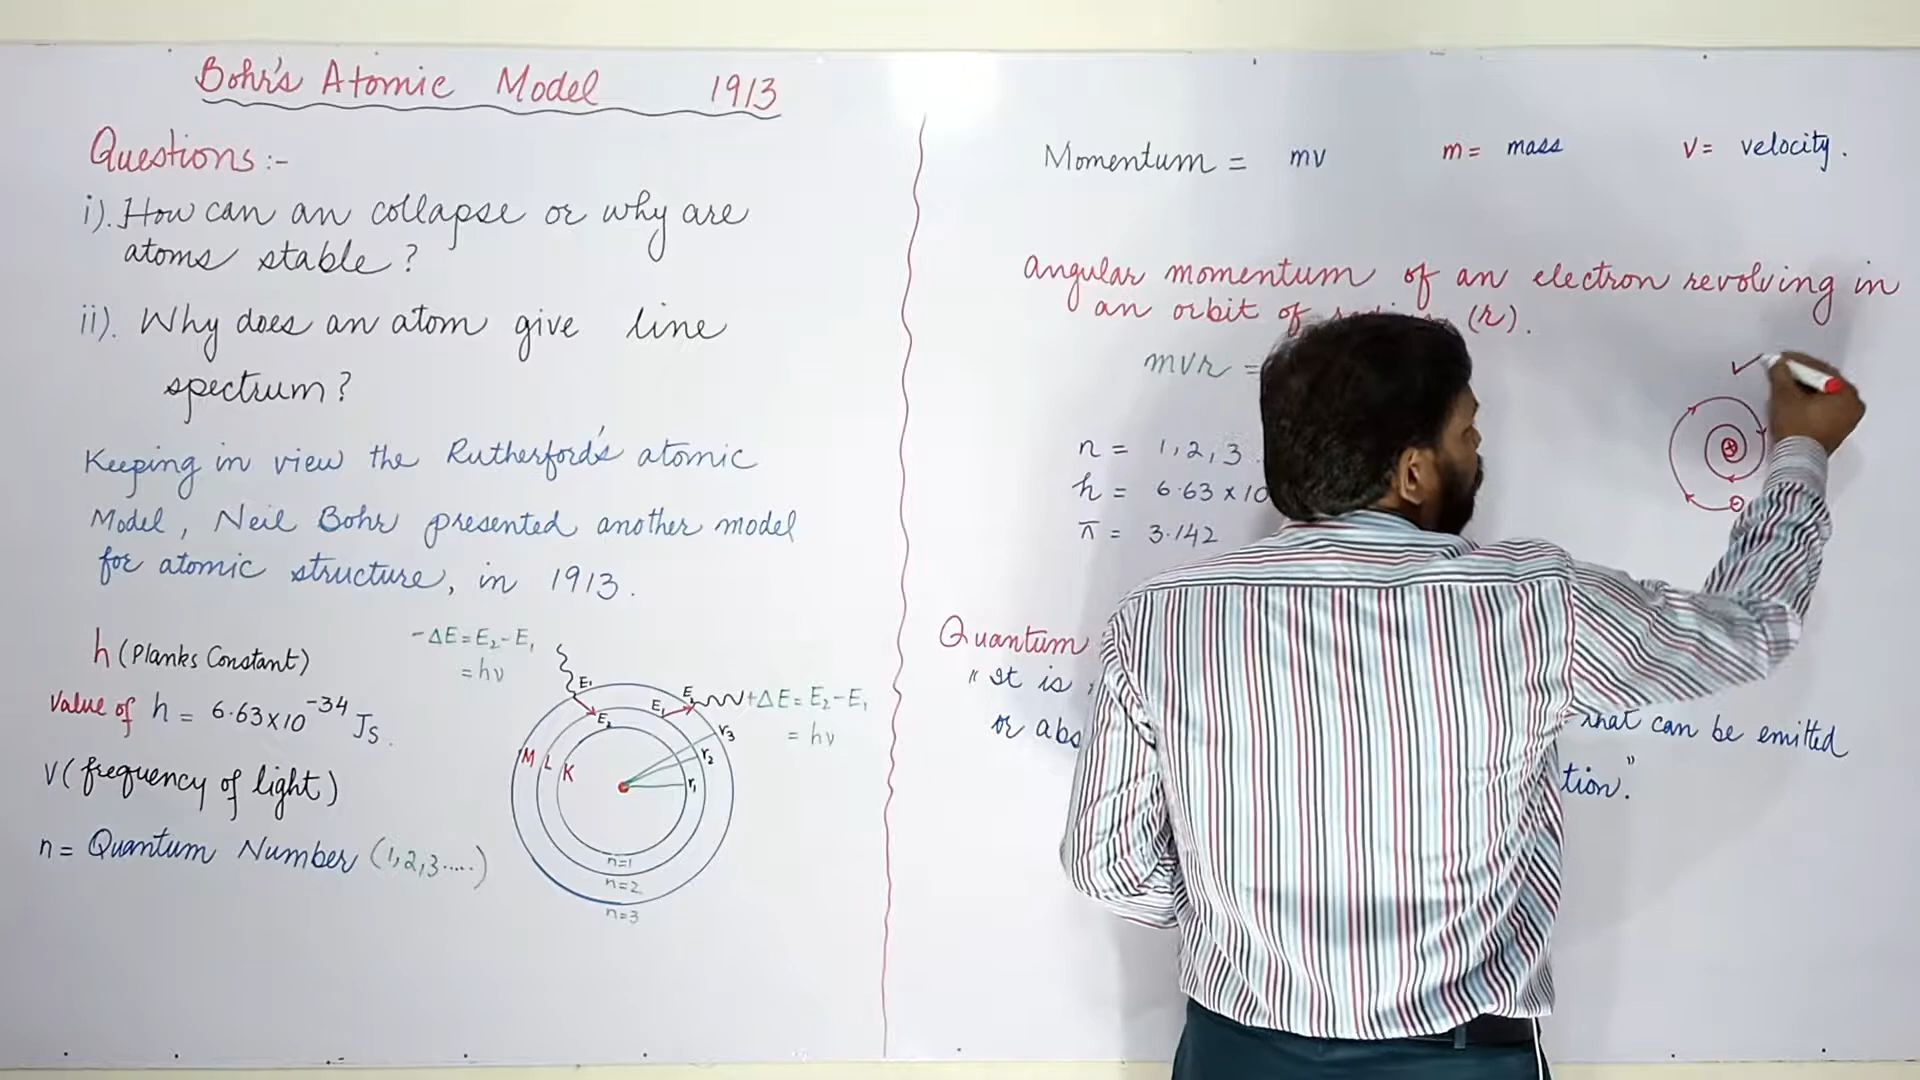 Bohr's Atomic Model 1913
Questions :-
i). How can an collapse or why are
atoms stable ?
ii). Why does an atom give line
spectrum ?
Keeping in view the Rutherford's atomic
Model, Neil Bohr presented another model
for atomic structure, in 1913.
h (Planks Constant)
Value of h = 6.63x10⁻³⁴ Js.
v (frequency of light)
n = Quantum Number (1,2,3.....)
-ΔE = E₂ - E₁
= hν
E₁
E₂
E₁
+ΔE = E₂ - E₁
= hν
r₃
r₂
r₁
M L K
n=1
n=2
n=3
Momentum = mv m = mass v = velocity.
angular momentum of an electron revolving in
an orbit of (r).
mvr =
n = 1, 2, 3
h = 6.63 x 10
π = 3.142
Quantum
"It is
or abs that can be emitted
tion."